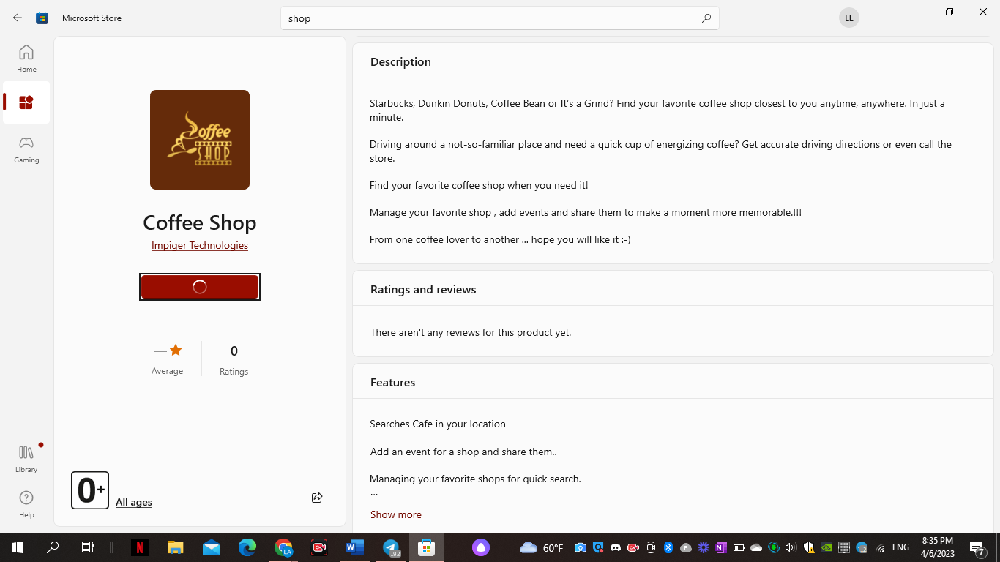 Microsoft Store
shop
LL
Home
Gaming
Library
Help
Coffee
SHOP
Coffee Shop
Impiger Technologies
—
Average
0
Ratings
0+
All ages
Description
Starbucks, Dunkin Donuts, Coffee Bean or It’s a Grind? Find your favorite coffee shop closest to you anytime, anywhere. In just a
minute.
Driving around a not-so-familiar place and need a quick cup of energizing coffee? Get accurate driving directions or even call the
store.
Find your favorite coffee shop when you need it!
Manage your favorite shop , add events and share them to make a moment more memorable.!!!
From one coffee lover to another ... hope you will like it :-)
Ratings and reviews
There aren't any reviews for this product yet.
Features
Searches Cafe in your location
Add an event for a shop and share them..
Managing your favorite shops for quick search.
...
Show more
N
LA
W
92
60°F
P
N
ENG
8:35 PM
4/6/2023
7